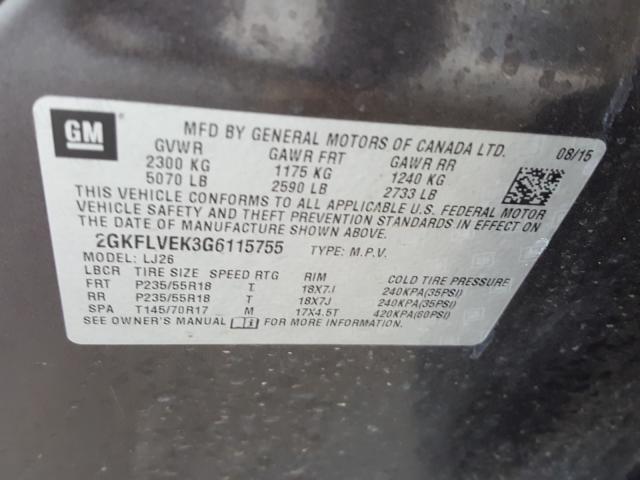 GM
MFD BY GENERAL MOTORS OF CANADA LTD.
08/15
GVWR GAWR FRT GAWR RR
2300 KG 1175 KG 1240 KG
5070 LB 2590 LB 2733 LB
THIS VEHICLE CONFORMS TO ALL APPLICABLE U.S. FEDERAL MOTOR
VEHICLE SAFETY AND THEFT PREVENTION STANDARDS IN EFFECT ON
THE DATE OF MANUFACTURE SHOWN ABOVE.
2GKFLVEK3G6115755 TYPE: M.P.V.
MODEL: LJ26
LBCR TIRE SIZE SPEED RTG RIM COLD TIRE PRESSURE
FRT P235/55R18 T 18X7J 240KPA(35PSI)
RR P235/55R18 T 18X7J 240KPA(35PSI)
SPA T145/70R17 M 17X4.5T 420KPA(60PSI)
SEE OWNER'S MANUAL FOR MORE INFORMATION.